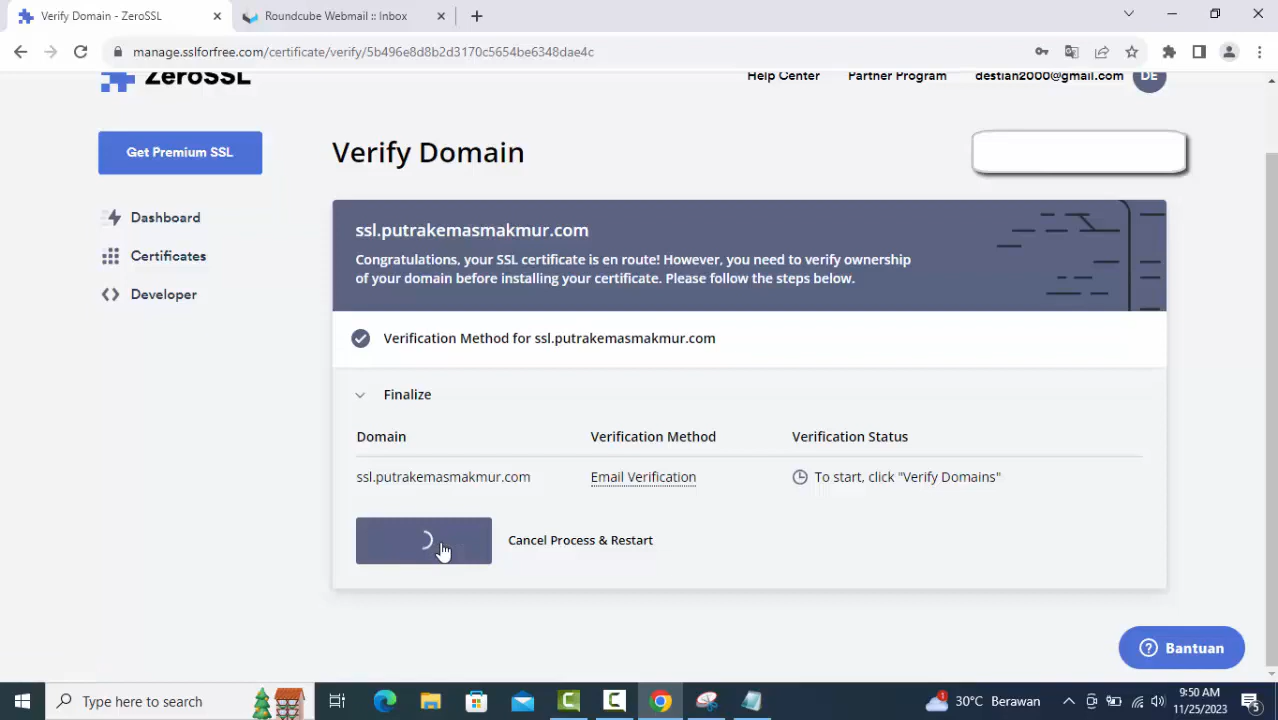 Verify Domain - ZeroSSL
Roundcube Webmail :: Inbox
manage.sslforfree.com/certificate/verify/5b496e8d8b2d3170c5654be6348dae4c
ZeroSSL
Help Center
Partner Program
destian2000@gmail.com
DE
Get Premium SSL
Dashboard
Certificates
Developer
Verify Domain
ssl.putrakemasmakmur.com
Congratulations, your SSL certificate is en route! However, you need to verify ownership
of your domain before installing your certificate. Please follow the steps below.
Verification Method for ssl.putrakemasmakmur.com
Finalize
Domain
Verification Method
Verification Status
ssl.putrakemasmakmur.com
Email Verification
To start, click "Verify Domains"
Cancel Process & Restart
Bantuan
Type here to search
1
30°C Berawan
9:50 AM
11/25/2023
5